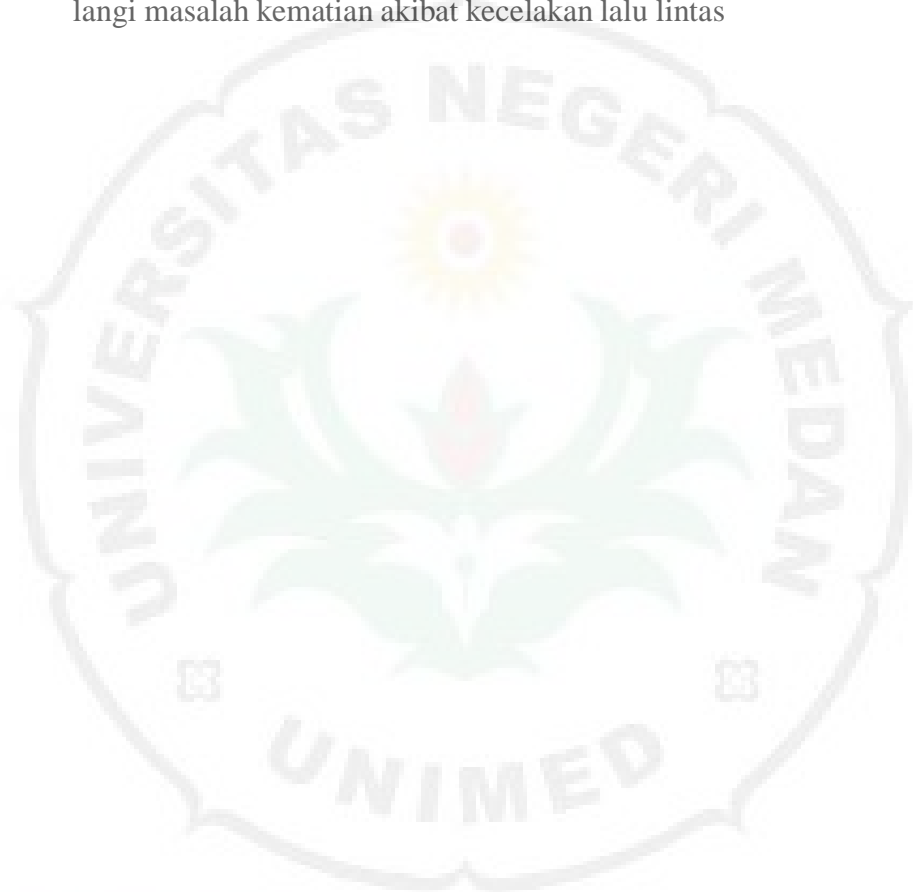 langi masalah kematian akibat kecelakan lalu lintas
UNIVERSITAS NEGERI MEDAN
UNIMED